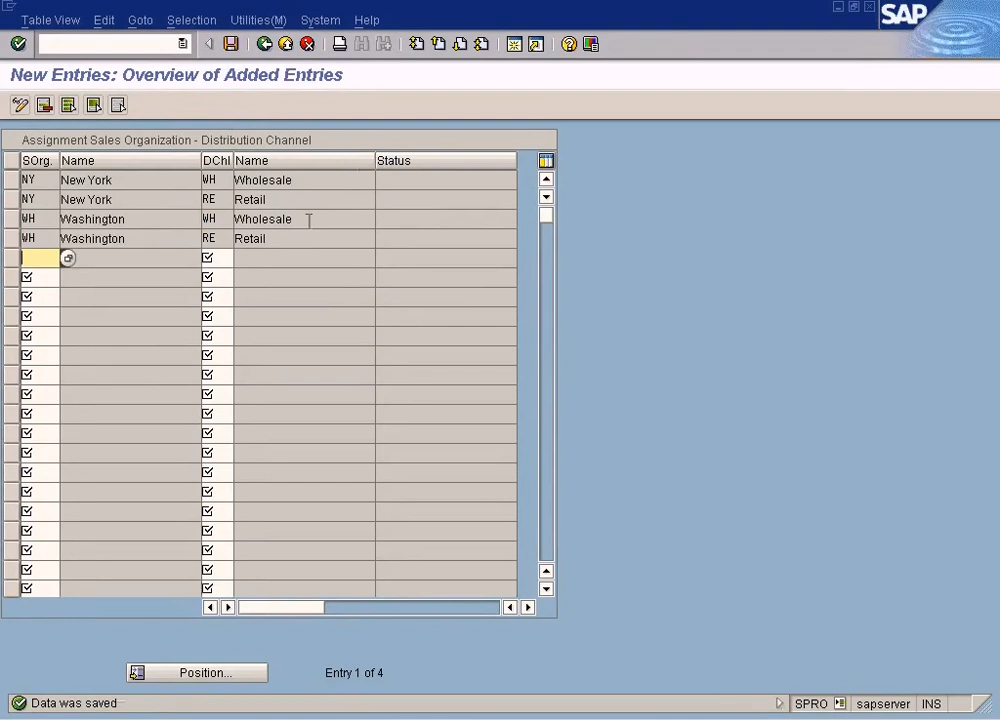 Table View Edit Goto Selection Utilities(M) System Help
SAP
New Entries: Overview of Added Entries
Assignment Sales Organization - Distribution Channel
SOrg. Name DChl Name Status
NY New York WH Wholesale
NY New York RE Retail
WH Washington WH Wholesale
WH Washington RE Retail
Position... Entry 1 of 4
Data was saved SPRO sapserver INS